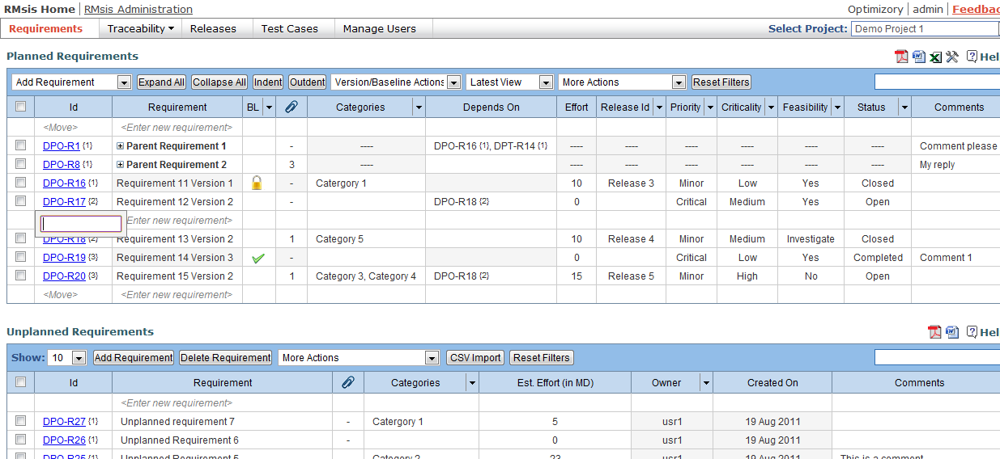 RMsis Home | RMsis Administration Optimizory | admin | Feedbac
Requirements Traceability Releases Test Cases Manage Users Select Project: Demo Project 1
Planned Requirements Hel
Add Requirement Expand All Collapse All Indent Outdent Version/Baseline Actions Latest View More Actions Reset Filters
Id Requirement BL Categories Depends On Effort Release Id Priority Criticality Feasibility Status Comments
<Move> <Enter new requirement>
DPO-R1 {1} Parent Requirement 1 - ---- DPO-R16 {1}, DPT-R14 {1} ---- ---- ---- ---- ---- ---- Comment please
DPO-R8 {1} Parent Requirement 2 3 ---- ---- ---- ---- ---- ---- ---- My reply
DPO-R16 {1} Requirement 11 Version 1 - Catergory 1 10 Release 3 Minor Low Yes Closed
DPO-R17 {2} Requirement 12 Version 2 - DPO-R18 {2} 0 Critical Medium Yes Open
Enter new requirement>
DPO-R18 {2} Requirement 13 Version 2 1 Category 5 10 Release 4 Minor Medium Investigate Closed
DPO-R19 {3} Requirement 14 Version 3 - 0 Critical Low Yes Completed Comment 1
DPO-R20 {3} Requirement 15 Version 2 1 Category 3, Category 4 DPO-R18 {2} 15 Release 5 Minor High No Open
<Move> <Enter new requirement>
Unplanned Requirements Hel
Show: 10 Add Requirement Delete Requirement More Actions CSV Import Reset Filters
Id Requirement Categories Est. Effort (in MD) Owner Created On Comments
<Enter new requirement>
DPO-R27 {1} Unplanned requirement 7 - Catergory 1 5 usr1 19 Aug 2011
DPO-R26 {1} Unplanned Requirement 6 - 0 usr1 19 Aug 2011
DPO-R25 {1} Unplanned Requirement 5 Category 2 23 usr1 19 Aug 2011 This is a comment